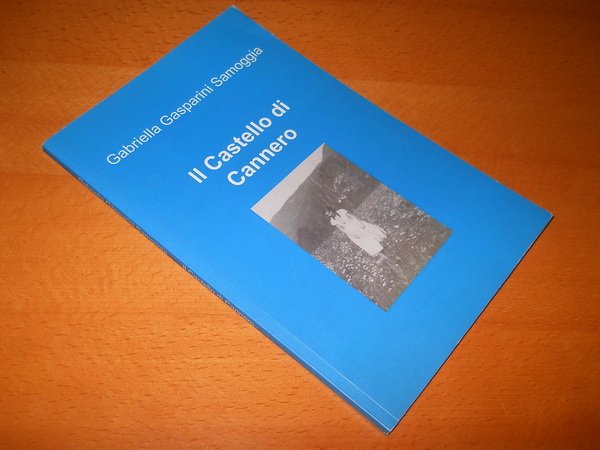 Gabriella Gasparini Samoggia
Il Castello di
Cannero